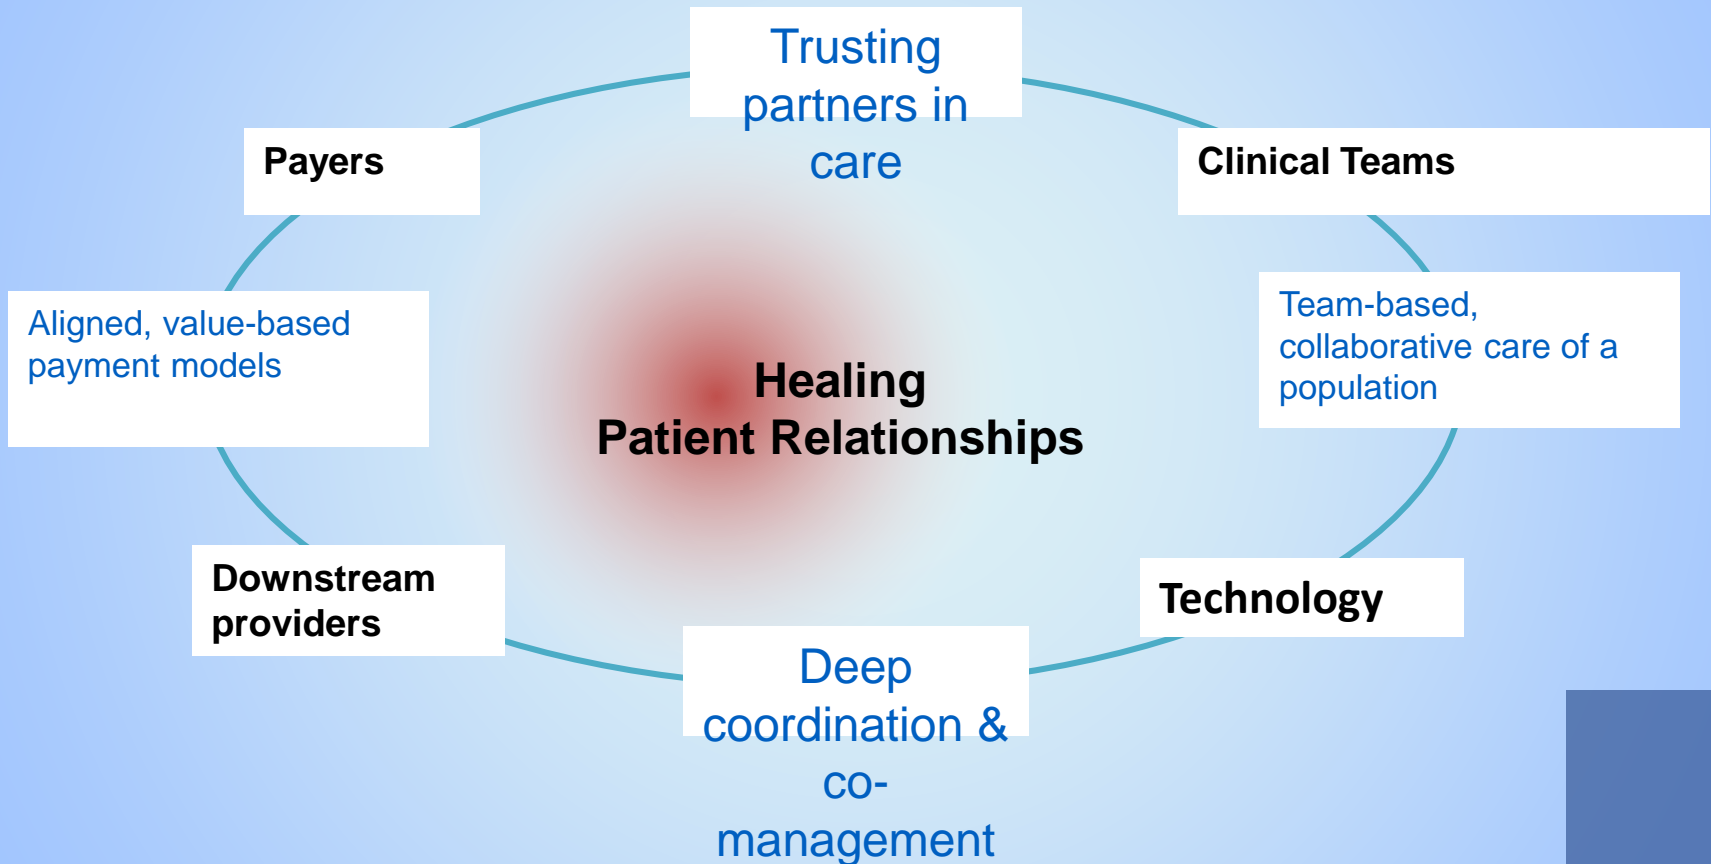 Trusting
partners in
care
Payers
Clinical Teams
Aligned, value-based
payment models
Team-based,
collaborative care of a
population
Healing
Patient Relationships
Downstream
providers
Technology
Deep
coordination &
co-
management